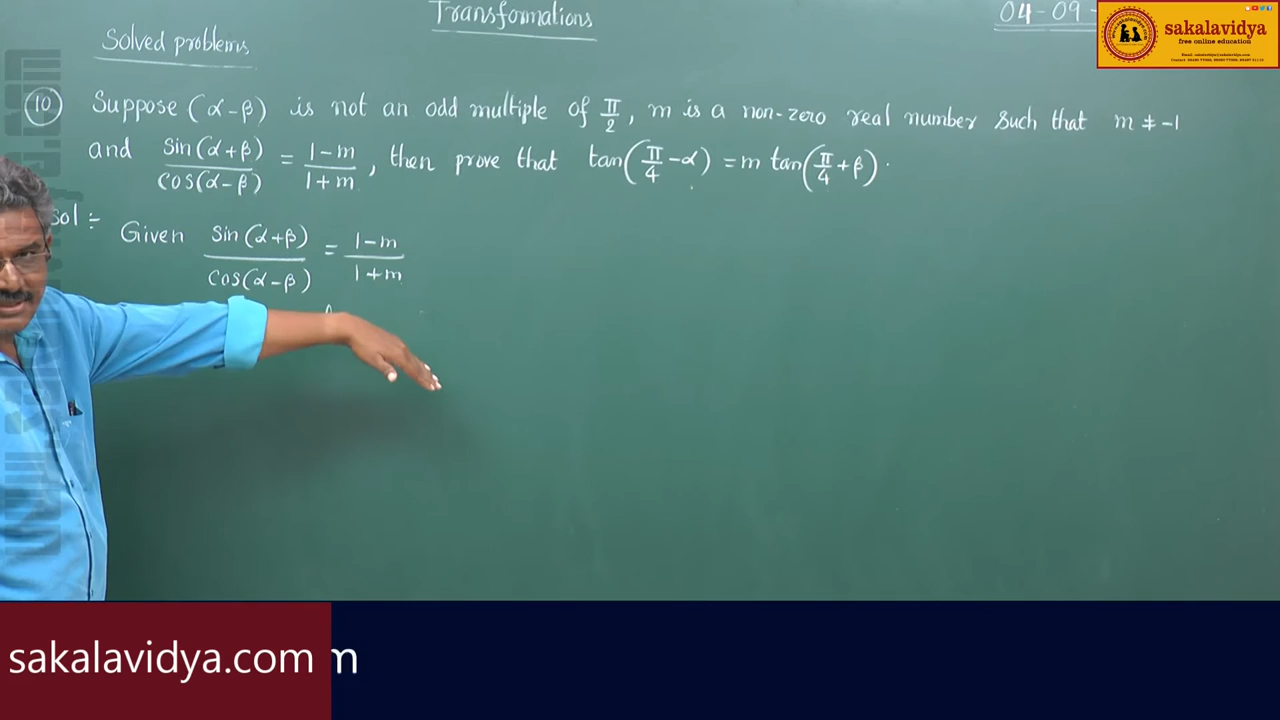 Transformations
04-09-
sakalavidya
free online education
Solved problems
10 Suppose (α-β) is not an odd multiple of π/2, m is a non-zero real number such that m ≠ -1
and sin(α+β)/cos(α-β) = 1-m/1+m, then prove that tan(π/4-α) = m tan(π/4+β).
sol :-
Given sin(α+β)/cos(α-β) = 1-m/1+m
sakalavidya.com m